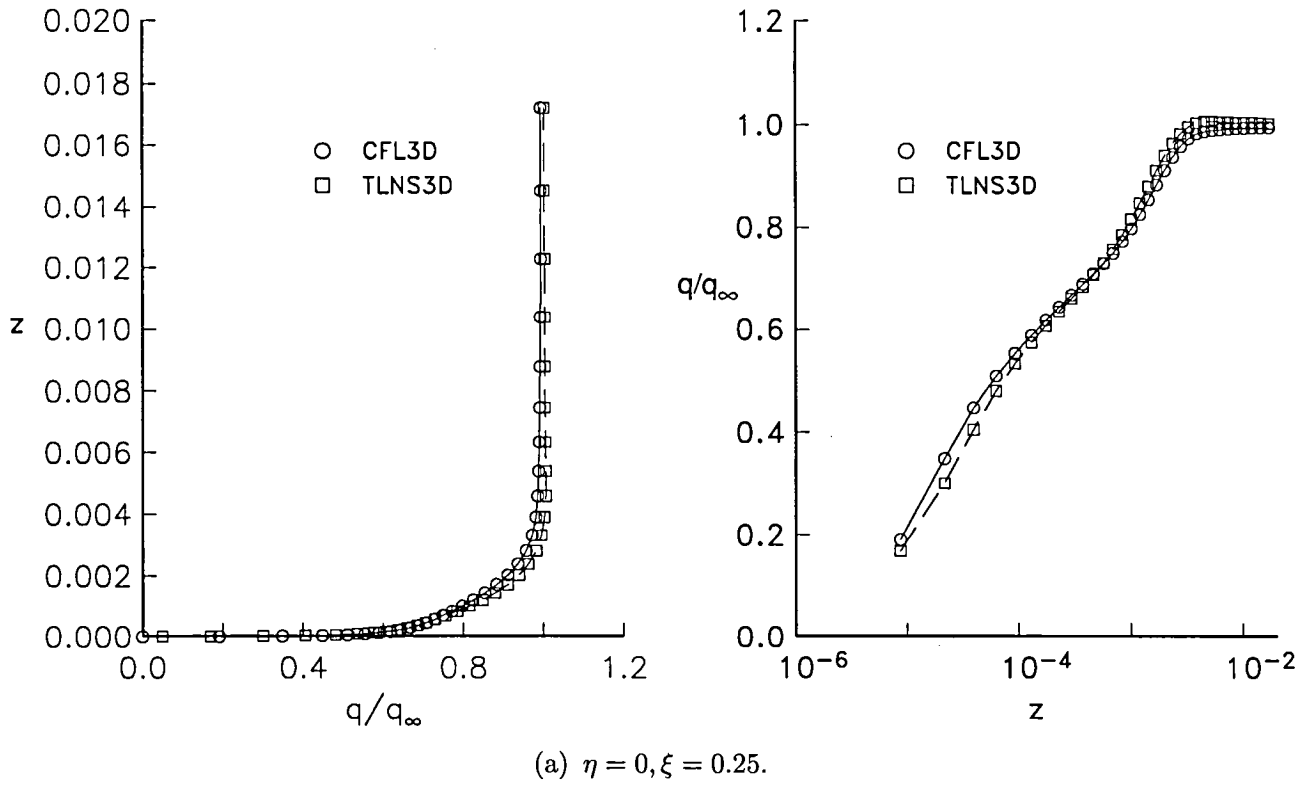 0.020
0.018
0.016
0.014
0.012
0.010
0.008
0.006
0.004
0.002
0.000
z
0.0
0.4
0.8
1.2
q/q∞
○ CFL3D
□ TLNS3D
1.2
1.0
0.8
0.6
0.4
0.2
0.0
q/q∞
10⁻⁶
10⁻⁴
10⁻²
z
○ CFL3D
□ TLNS3D
(a) η = 0, ξ = 0.25.